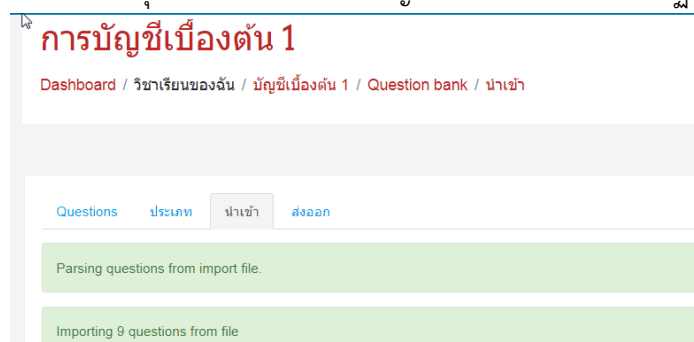 การบัญชีเบื้องต้น 1
Dashboard / วิชาเรียนของฉัน / บัญชีเบื้องต้น 1 / Question bank / นำเข้า
Questions ประเภท นำเข้า ส่งออก
Parsing questions from import file.
Importing 9 questions from file